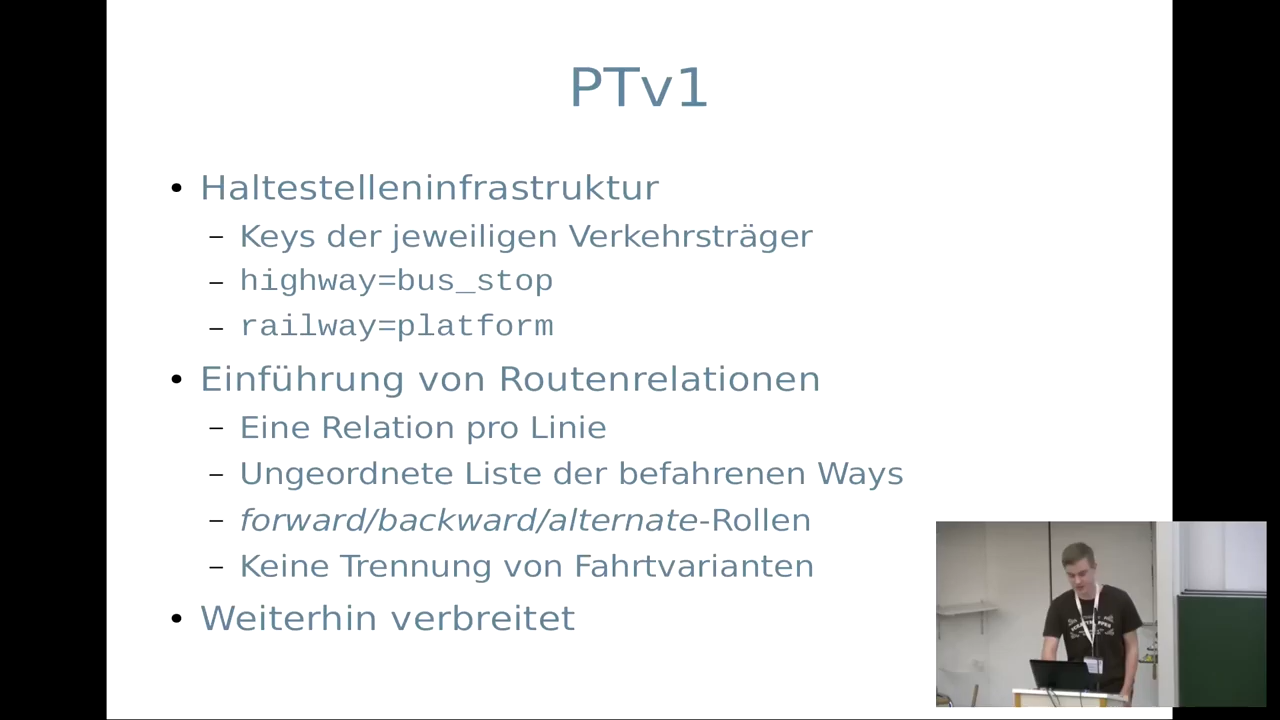 PTv1
• Haltestelleninfrastruktur
– Keys der jeweiligen Verkehrsträger
– highway=bus_stop
– railway=platform
• Einführung von Routenrelationen
– Eine Relation pro Linie
– Ungeordnete Liste der befahrenen Ways
– forward/backward/alternate-Rollen
– Keine Trennung von Fahrtvarianten
• Weiterhin verbreitet